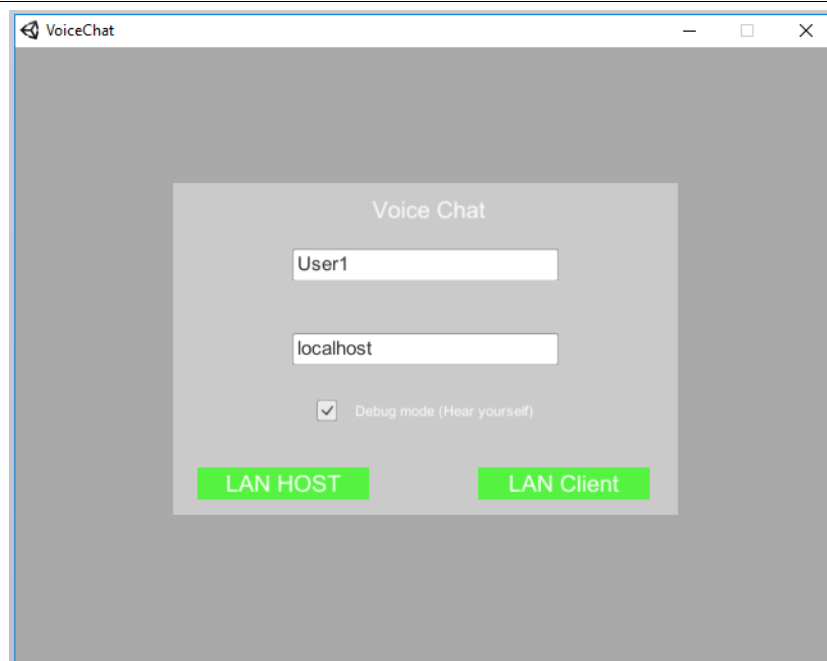 VoiceChat
Voice Chat
User1
localhost
Debug mode (Hear yourself)
LAN HOST
LAN Client